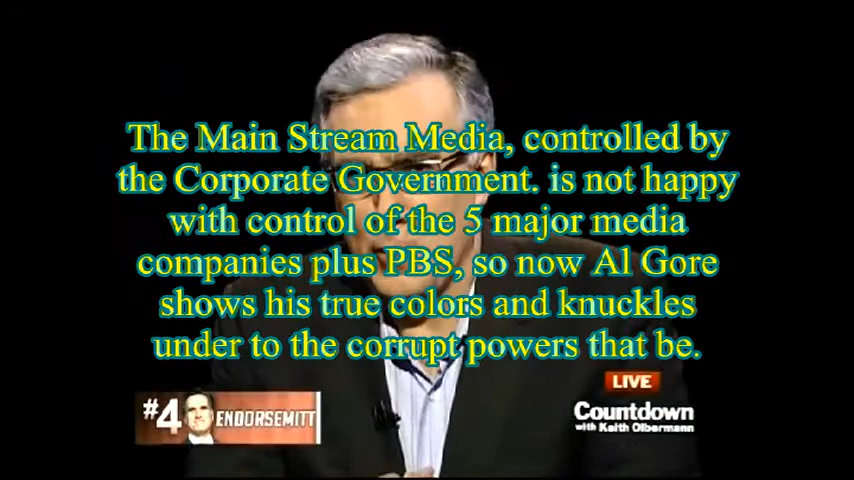 The Main Stream Media, controlled by
the Corporate Government. is not happy
with control of the 5 major media
companies plus PBS, so now Al Gore
shows his true colors and knuckles
under to the corrupt powers that be.
LIVE
#4 ENDORSEMITT
Countdown
with Keith Olbermann